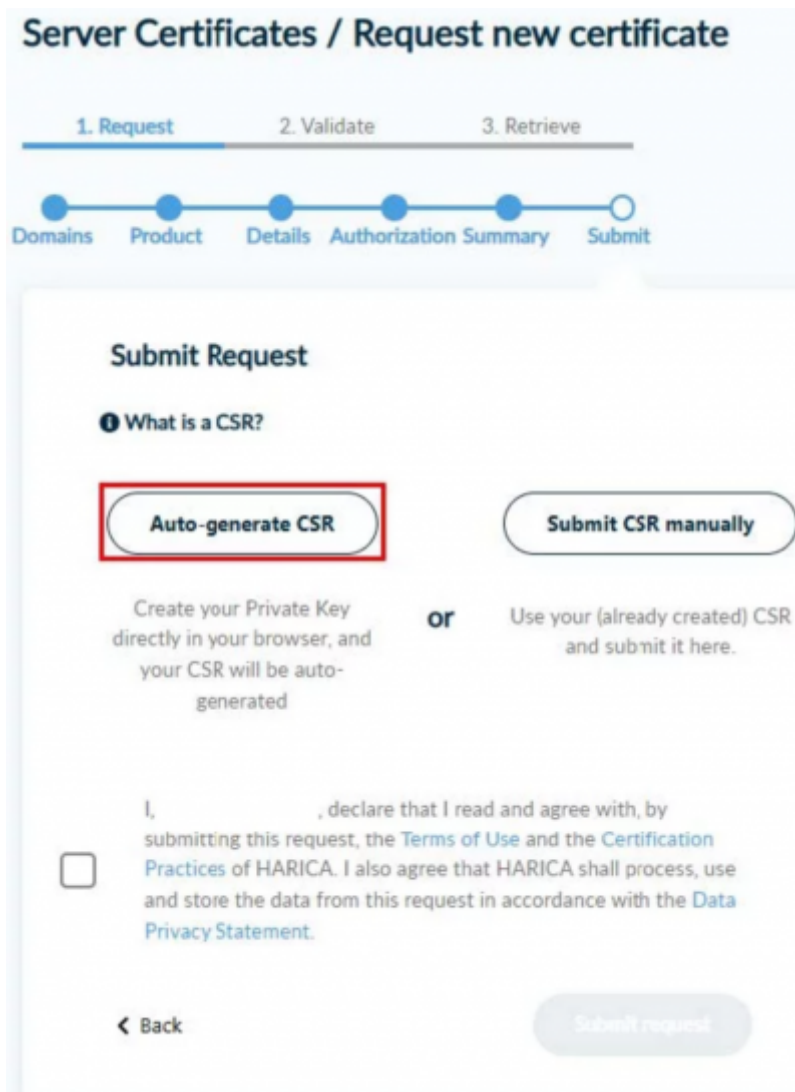 Server Certificates / Request new certificate
1. Request 2. Validate 3. Retrieve
Domains Product Details Authorization Summary Submit
Submit Request
What is a CSR?
Auto-generate CSR Submit CSR manually
Create your Private Key
directly in your browser, and
your CSR will be auto-
generated
or
Use your (already created) CSR
and submit it here.
I, , declare that I read and agree with, by
submitting this request, the Terms of Use and the Certification
Practices of HARICA. I also agree that HARICA shall process, use
and store the data from this request in accordance with the Data
Privacy Statement.
Back Submit request